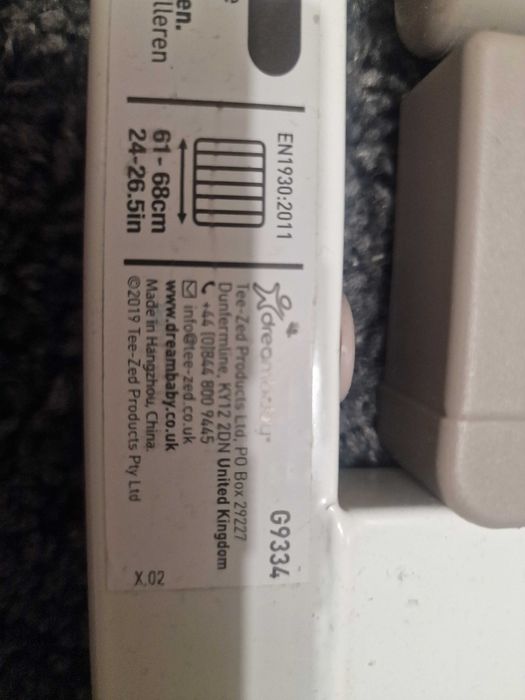 en.
lleren
EN1930:2011
61 - 68cm
24-26.5in
dreambaby
G9334
Tee-Zed Products Ltd, PO Box 29227
Dunfermline, KY12 2DN United Kingdom
+44 (0)844 800 9445
info@tee-zed.co.uk
www.dreambaby.co.uk
Made in Hangzhou, China.
©2019 Tee-Zed Products Pty Ltd
X.02